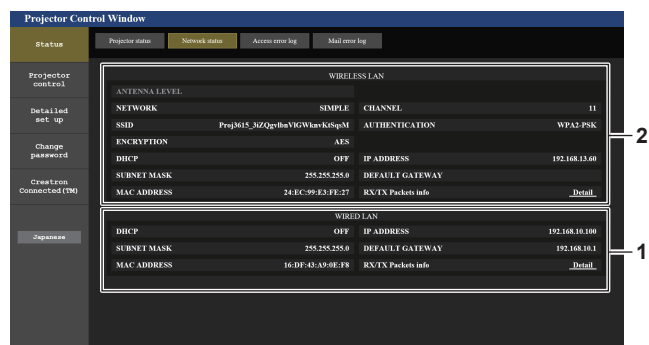 Projector Control Window
Status
Projector status Network status Access error log Mail error log
Projector control
Detailed set up
Change password
Crestron Connected(TM)
Japanese
WIRELESS LAN
ANTENNA LEVEL
NETWORK SIMPLE CHANNEL 11
SSID Proj3615_3iZQgvlbnVlGWknvKtSqsM AUTHENTICATION WPA2-PSK
ENCRYPTION AES
DHCP OFF IP ADDRESS 192.168.13.60
SUBNET MASK 255.255.255.0 DEFAULT GATEWAY
MAC ADDRESS 24:EC:99:E3:FE:27 RX/TX Packets info Detail
2
WIRED LAN
DHCP OFF IP ADDRESS 192.168.10.100
SUBNET MASK 255.255.255.0 DEFAULT GATEWAY 192.168.10.1
MAC ADDRESS 16:DF:43:A9:0E:F8 RX/TX Packets info Detail
1